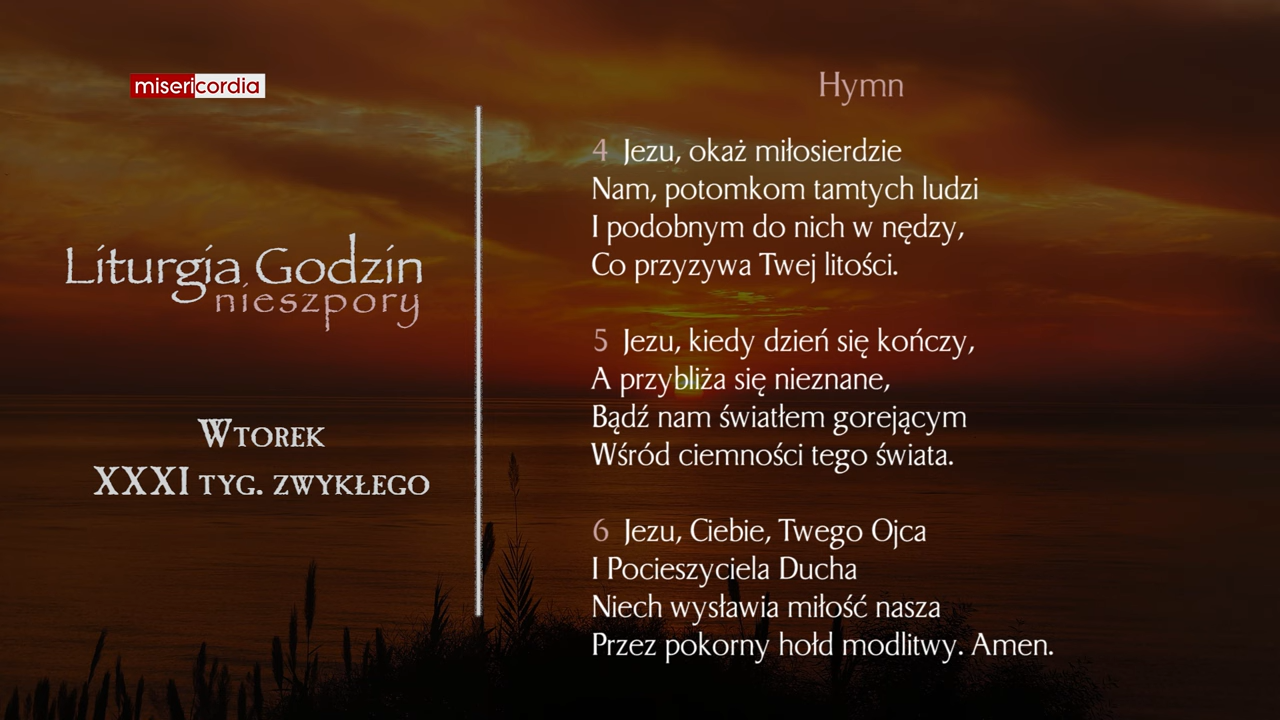 misericordia
Liturgia Godzin
nieszpory
Wtorek
XXXI tyg. zwykłego
Hymn
4 Jezu, okaż miłosierdzie
Nam, potomkom tamtych ludzi
I podobnym do nich w nędzy,
Co przyzywa Twej litości.
5 Jezu, kiedy dzień się kończy,
A przybliża się nieznane,
Bądź nam światłem gorejącym
Wśród ciemności tego świata.
6 Jezu, Ciebie, Twego Ojca
I Pocieszyciela Ducha
Niech wysławia miłość nasza
Przez pokorny hołd modlitwy. Amen.